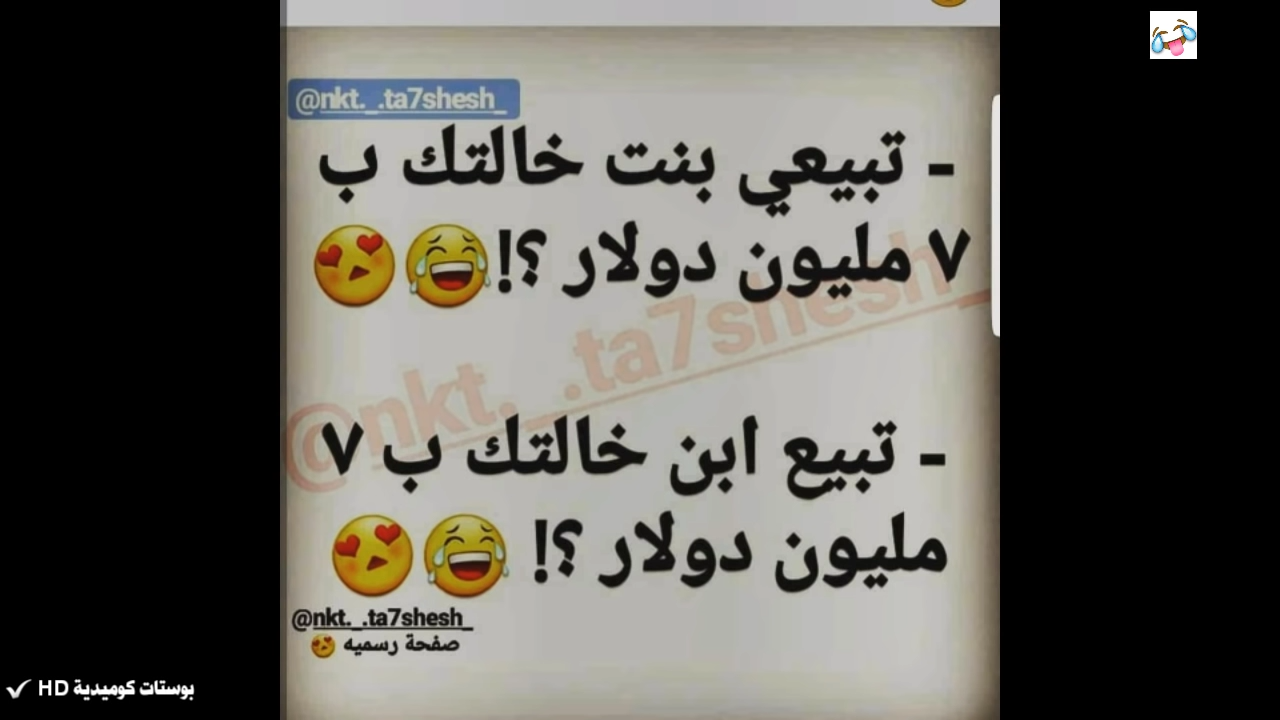 @nkt._.ta7shesh_
- تبيعي بنت خالتك ب
٧ مليون دولار ؟!😂😍
@nkt._.ta7shesh_
- تبيع ابن خالتك ب ٧
مليون دولار ؟! 😂😍
@nkt._.ta7shesh_
صفحة رسميه 😍
بوستات كوميدية HD ✓